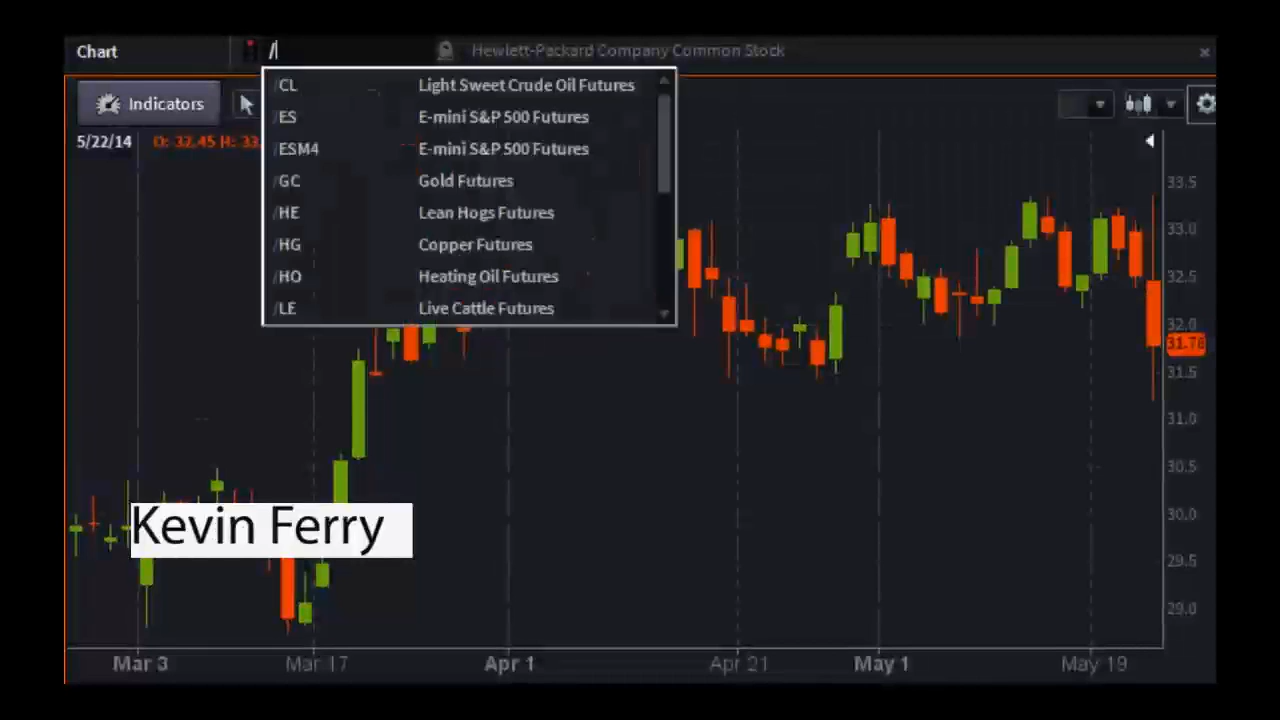 Chart
/
Hewlett-Packard Company Common Stock
×
Indicators
5/22/14
O: 32.45 H: 33.
/CL Light Sweet Crude Oil Futures
/ES E-mini S&P 500 Futures
/ESM4 E-mini S&P 500 Futures
/GC Gold Futures
/HE Lean Hogs Futures
/HG Copper Futures
/HO Heating Oil Futures
/LE Live Cattle Futures
33.5
33.0
32.5
32.0
31.78
31.5
31.0
30.5
30.0
29.5
29.0
Kevin Ferry
Mar 3
Mar 17
Apr 1
Apr 21
May 1
May 19